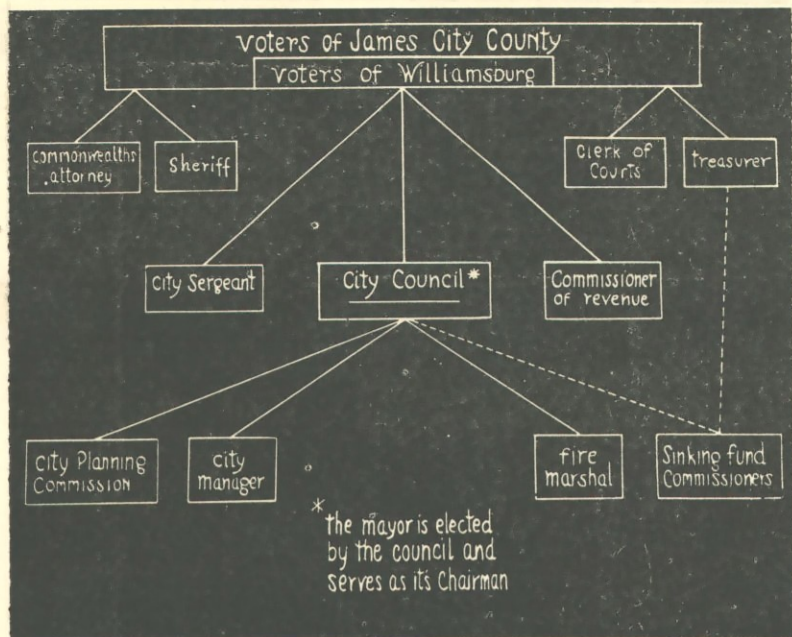 voters of James City County
voters of Williamsburg
Commonwealths
attorney
Sheriff
Clerk of
Courts
treasurer
City Sergeant
City Council*
Commissioner
of revenue
City Planning
Commission
city
manager
fire
marshal
Sinking fund
Commissioners
* the mayor is elected
by the council and
serves as its Chairman